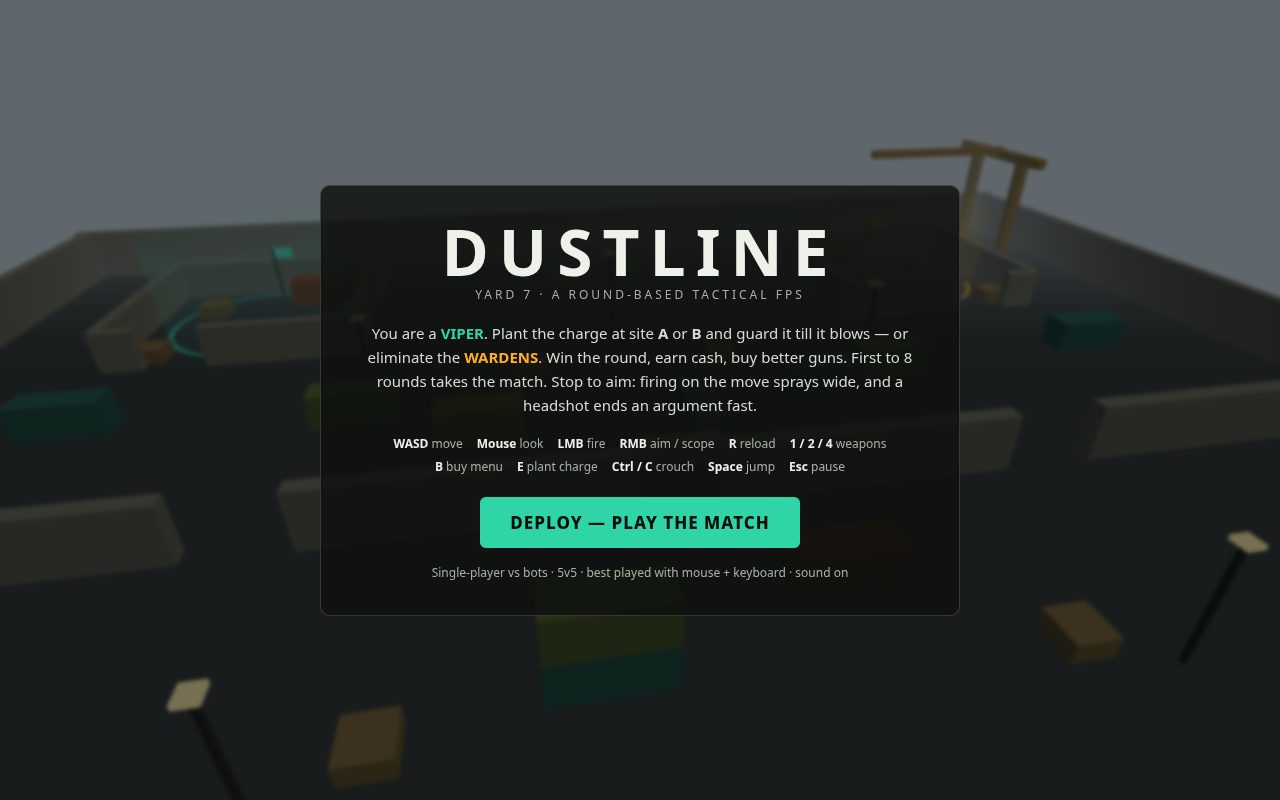 DUSTLINE
YARD 7 · A ROUND-BASED TACTICAL FPS
You are a VIPER. Plant the charge at site A or B and guard it till it blows — or
eliminate the WARDENS. Win the round, earn cash, buy better guns. First to 8
rounds takes the match. Stop to aim: firing on the move sprays wide, and a
headshot ends an argument fast.
WASD move Mouse look LMB fire RMB aim / scope R reload 1 / 2 / 4 weapons
B buy menu E plant charge Ctrl / C crouch Space jump Esc pause
DEPLOY — PLAY THE MATCH
Single-player vs bots · 5v5 · best played with mouse + keyboard · sound on